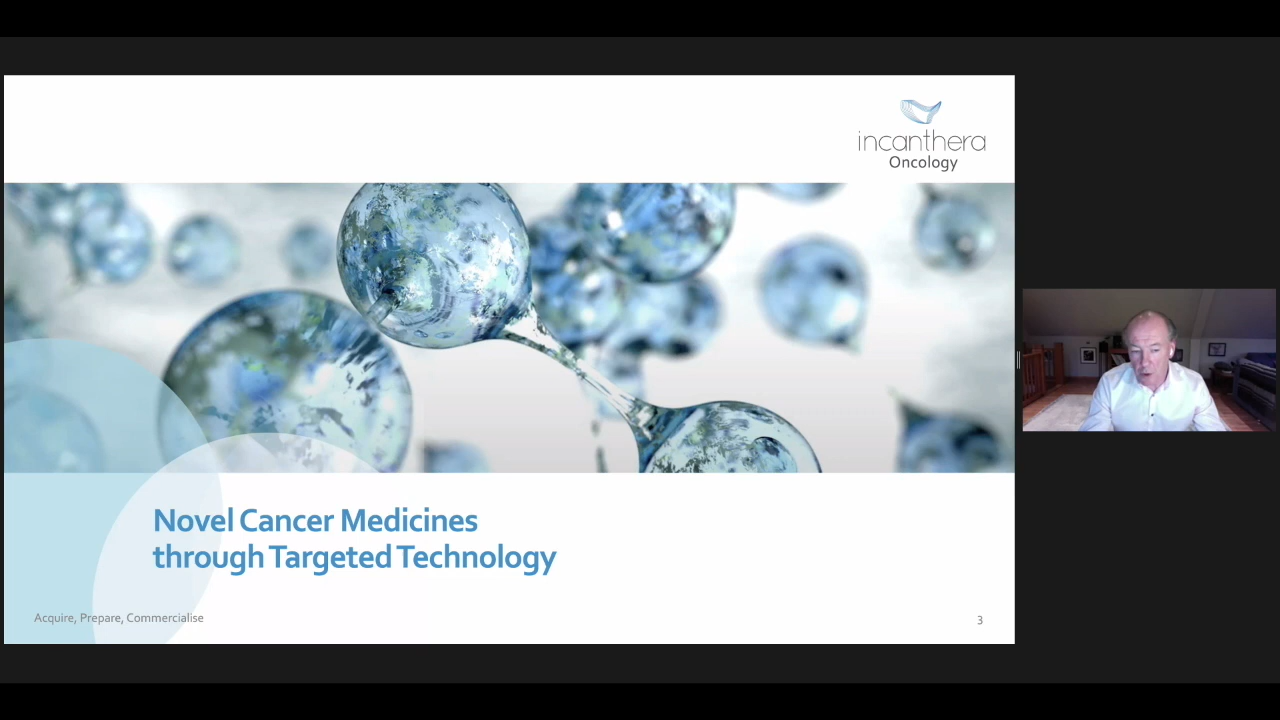 incanthera
Oncology
Novel Cancer Medicines
through Targeted Technology
Acquire, Prepare, Commercialise
3